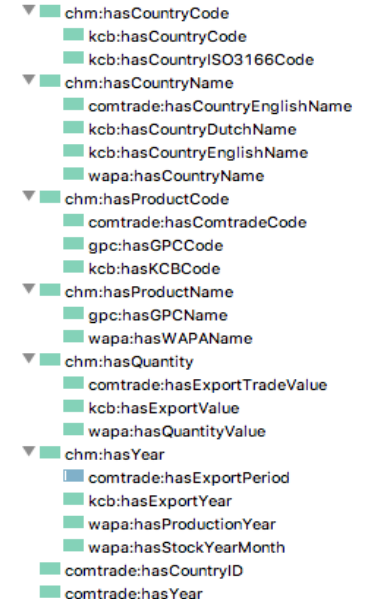 chm:hasCountryCode
kcb:hasCountryCode
kcb:hasCountryISO3166Code
chm:hasCountryName
comtrade:hasCountryEnglishName
kcb:hasCountryDutchName
kcb:hasCountryEnglishName
wapa:hasCountryName
chm:hasProductCode
comtrade:hasComtradeCode
gpc:hasGPCCode
kcb:hasKCBCode
chm:hasProductName
gpc:hasGPCName
wapa:hasWAPAName
chm:hasQuantity
comtrade:hasExportTradeValue
kcb:hasExportValue
wapa:hasQuantityValue
chm:hasYear
comtrade:hasExportPeriod
kcb:hasExportYear
wapa:hasProductionYear
wapa:hasStockYearMonth
comtrade:hasCountryID
comtrade:hasYear